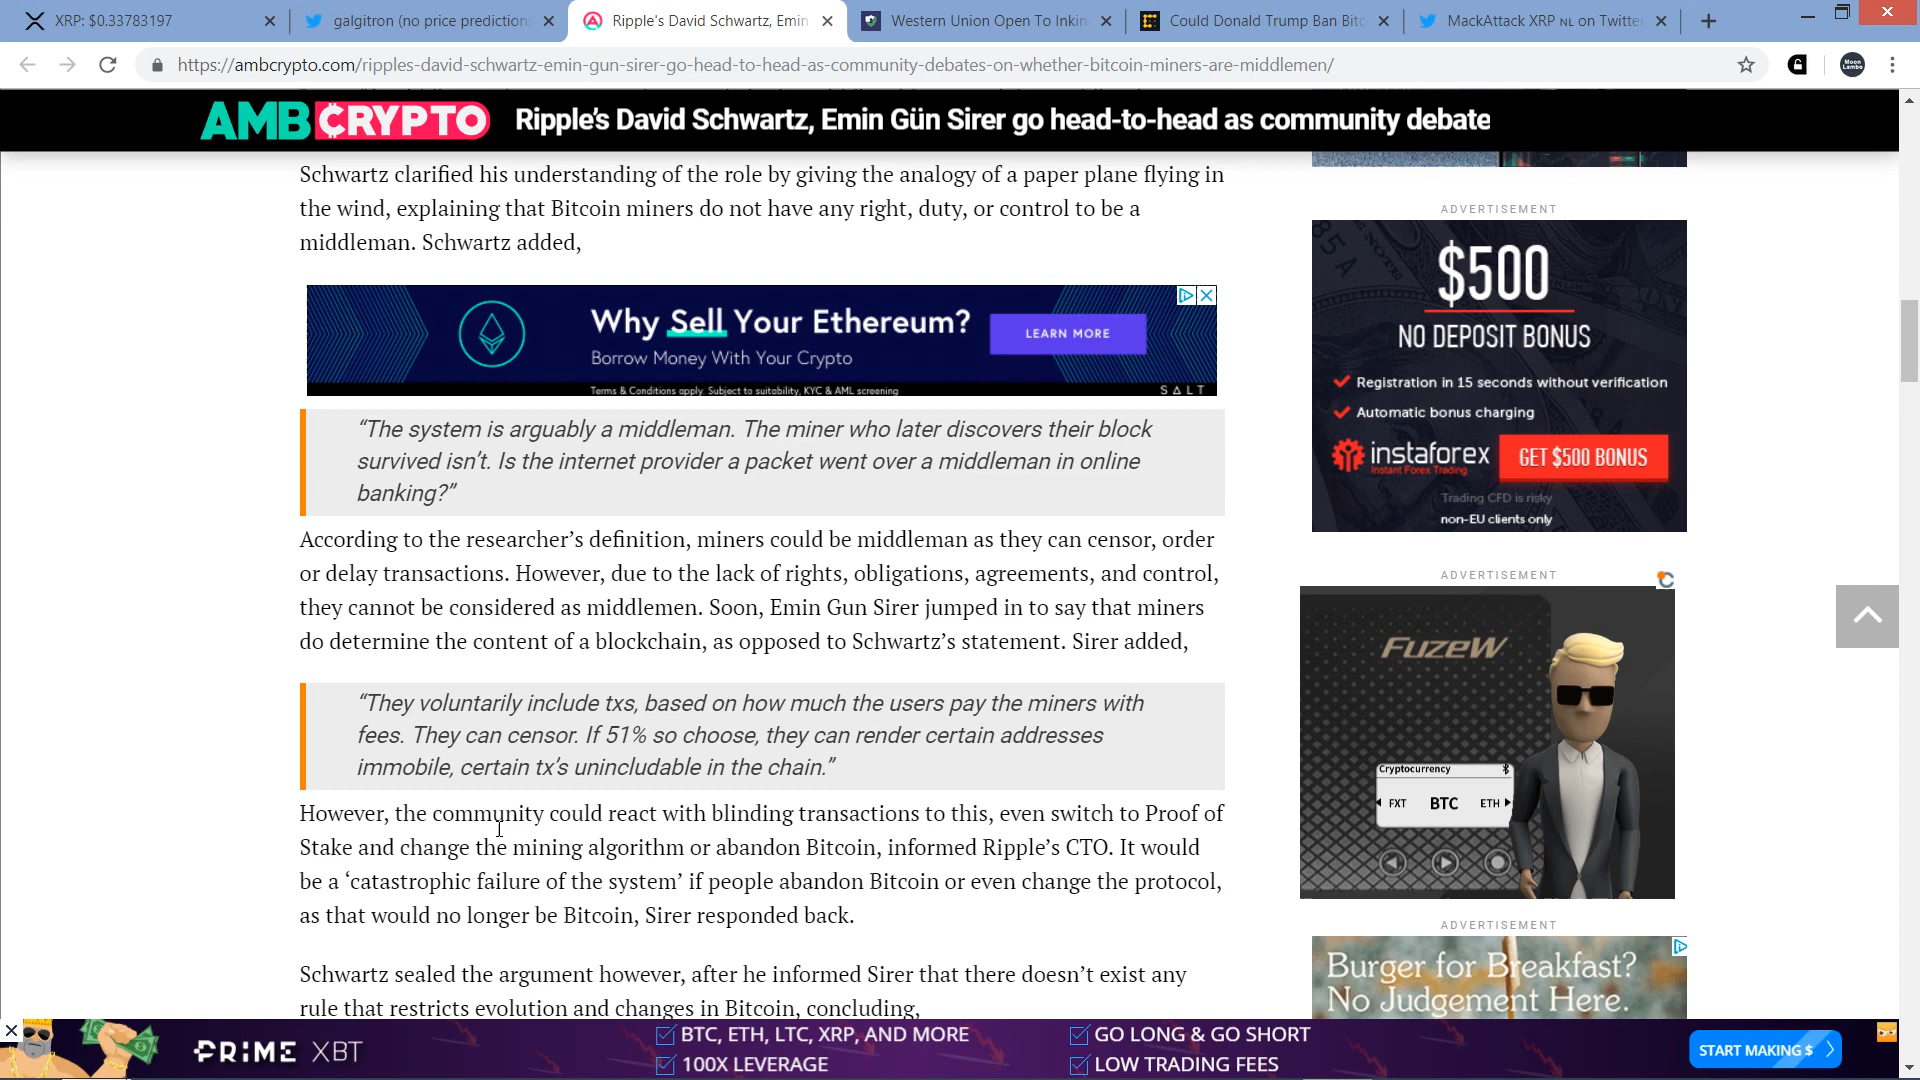 XRP: $0.33783197
galgitron (no price prediction
Ripple's David Schwartz, Emin
Western Union Open To Inkin
Could Donald Trump Ban Bitc
MackAttack XRP NL on Twitter
https://ambcrypto.com/ripples-david-schwartz-emin-gun-sirer-go-head-to-head-as-community-debates-on-whether-bitcoin-miners-are-middlemen/
Moon Lambo
AMBCRYPTO
Ripple's David Schwartz, Emin Gün Sirer go head-to-head as community debate
Schwartz clarified his understanding of the role by giving the analogy of a paper plane flying in
the wind, explaining that Bitcoin miners do not have any right, duty, or control to be a
middleman. Schwartz added,
Why Sell Your Ethereum?
Borrow Money With Your Crypto
LEARN MORE
Terms & Conditions apply. Subject to suitability, KYC & AML screening
SALT
“The system is arguably a middleman. The miner who later discovers their block
survived isn’t. Is the internet provider a packet went over a middleman in online
banking?”
According to the researcher’s definition, miners could be middleman as they can censor, order
or delay transactions. However, due to the lack of rights, obligations, agreements, and control,
they cannot be considered as middlemen. Soon, Emin Gun Sirer jumped in to say that miners
do determine the content of a blockchain, as opposed to Schwartz’s statement. Sirer added,
“They voluntarily include txs, based on how much the users pay the miners with
fees. They can censor. If 51% so choose, they can render certain addresses
immobile, certain tx’s unincludable in the chain.”
However, the community could react with blinding transactions to this, even switch to Proof of
Stake and change the mining algorithm or abandon Bitcoin, informed Ripple’s CTO. It would
be a ‘catastrophic failure of the system’ if people abandon Bitcoin or even change the protocol,
as that would no longer be Bitcoin, Sirer responded back.
Schwartz sealed the argument however, after he informed Sirer that there doesn’t exist any
rule that restricts evolution and changes in Bitcoin, concluding,
ADVERTISEMENT
$500
NO DEPOSIT BONUS
Registration in 15 seconds without verification
Automatic bonus charging
instaforex
Instant Forex Trading
GET $500 BONUS
Trading CFD is risky
non-EU clients only
ADVERTISEMENT
FUZEW
Cryptocurrency
FXT BTC ETH
ADVERTISEMENT
Burger for Breakfast?
No Judgement Here.
PRIME XBT
BTC, ETH, LTC, XRP, AND MORE
100X LEVERAGE
GO LONG & GO SHORT
LOW TRADING FEES
START MAKING $